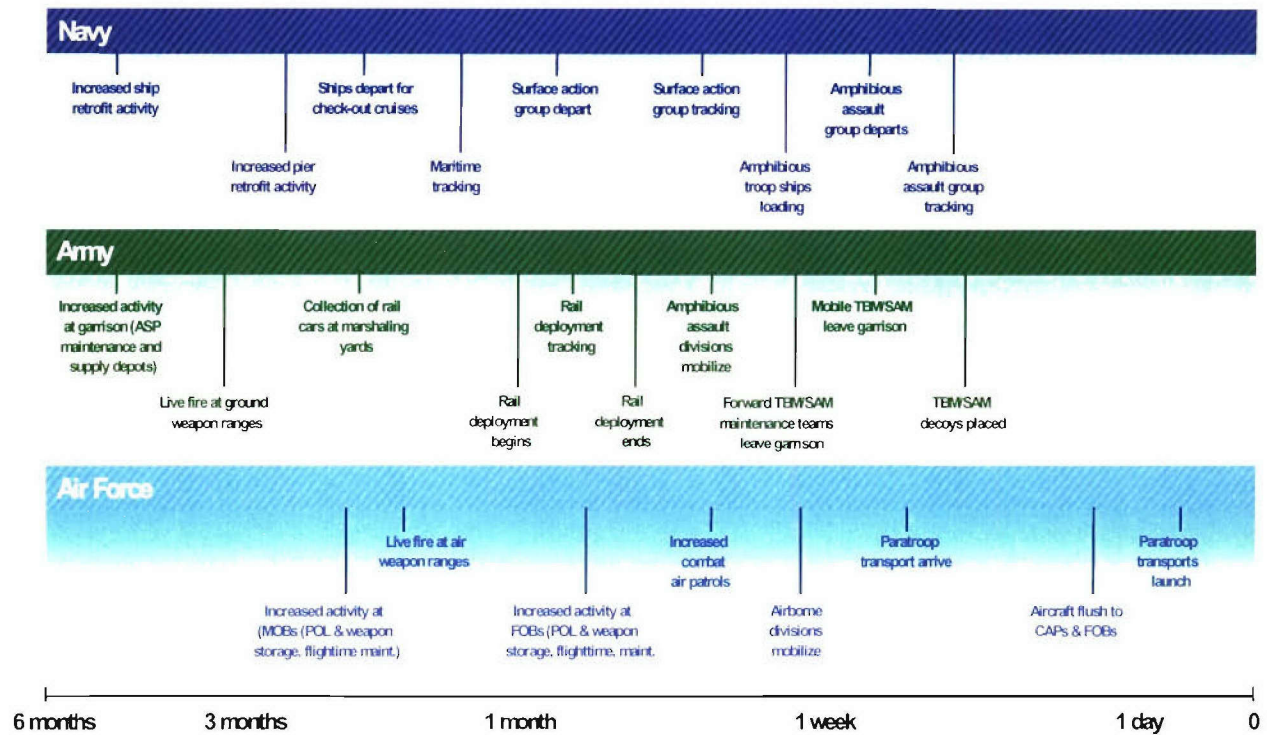 Navy
Increased ship
retrofit activity
Increased pier
retrofit activity
Ships depart for
check-out cruises
Maritime
tracking
Surface action
group depart
Surface action
group tracking
Amphibious
troop ships
loading
Amphibious
assault
group departs
Amphibious
assault group
tracking
Army
Increased activity
at garrison (ASP
maintenance and
supply depots)
Live fire at ground
weapon ranges
Collection of rail
cars at marshaling
yards
Rail
deployment
begins
Rail
deployment
tracking
Rail
deployment
ends
Amphibious
assault
divisions
mobilize
Forward TBM/SAM
maintenance teams
leave garrison
Mobile TBM/SAM
leave garrison
TBM/SAM
decoys placed
Air Force
Increased activity at
(MOBs (POL & weapon
storage, flightime maint.)
Live fire at air
weapon ranges
Increased activity at
FOBs (POL & weapon
storage, flighttime, maint.
Increased
combat
air patrols
Airborne
divisions
mobilize
Paratroop
transport arrive
Aircraft flush to
CAPs & FOBs
Paratroop
transports
launch
6 months
3 months
1 month
1 week
1 day
0